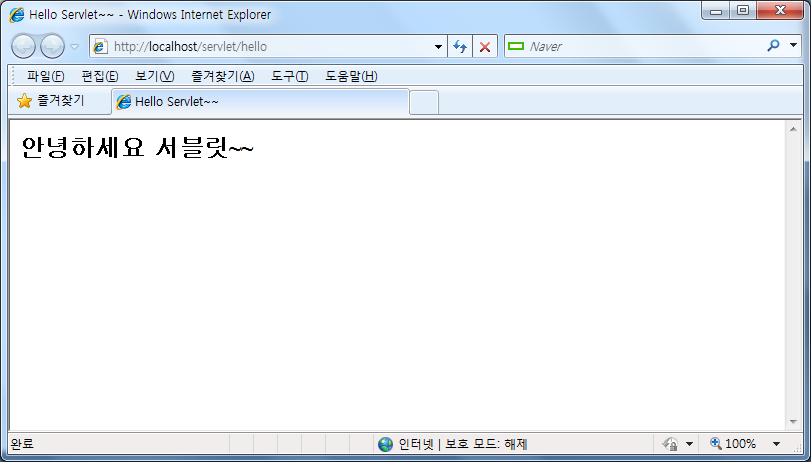 Hello Servlet~~ - Windows Internet Explorer
http://localhost/servlet/hello
Naver
파일(F) 편집(E) 보기(V) 즐겨찾기(A) 도구(T) 도움말(H)
즐겨찾기 Hello Servlet~~
안녕하세요 서블릿~~
완료 인터넷 | 보호 모드: 해제 100%